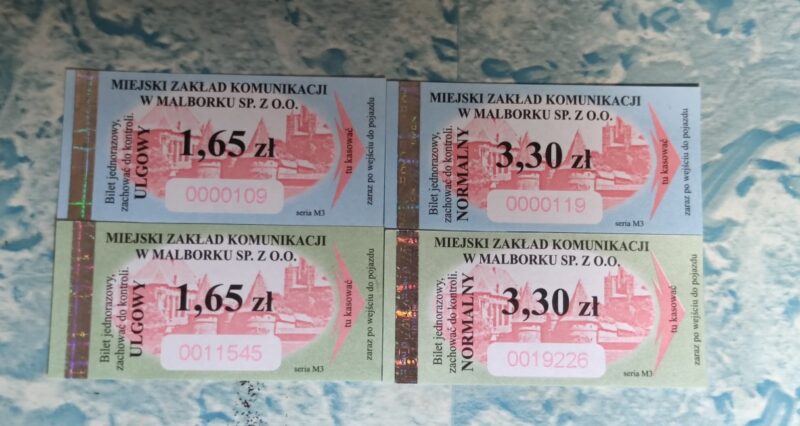 MIEJSKI ZAKŁAD KOMUNIKACJI
W MALBORKU SP. Z O.O.
Bilet jednorazowy,
zachować do kontroli.
ULGOWY
1,65 zł
0000109
seria M3
tu kasować
zaraz po wejściu do pojazdu
MIEJSKI ZAKŁAD KOMUNIKACJI
W MALBORKU SP. Z O.O.
Bilet jednorazowy,
zachować do kontroli.
NORMALNY
3,30 zł
0000119
seria M3
tu kasować
zaraz po wejściu do pojazdu
MIEJSKI ZAKŁAD KOMUNIKACJI
W MALBORKU SP. Z O.O.
Bilet jednorazowy,
zachować do kontroli.
ULGOWY
1,65 zł
0011545
seria M3
tu kasować
zaraz po wejściu do pojazdu
MIEJSKI ZAKŁAD KOMUNIKACJI
W MALBORKU SP. Z O.O.
Bilet jednorazowy,
zachować do kontroli.
NORMALNY
3,30 zł
0019226
seria M3
tu kasować
zaraz po wejściu do pojazdu